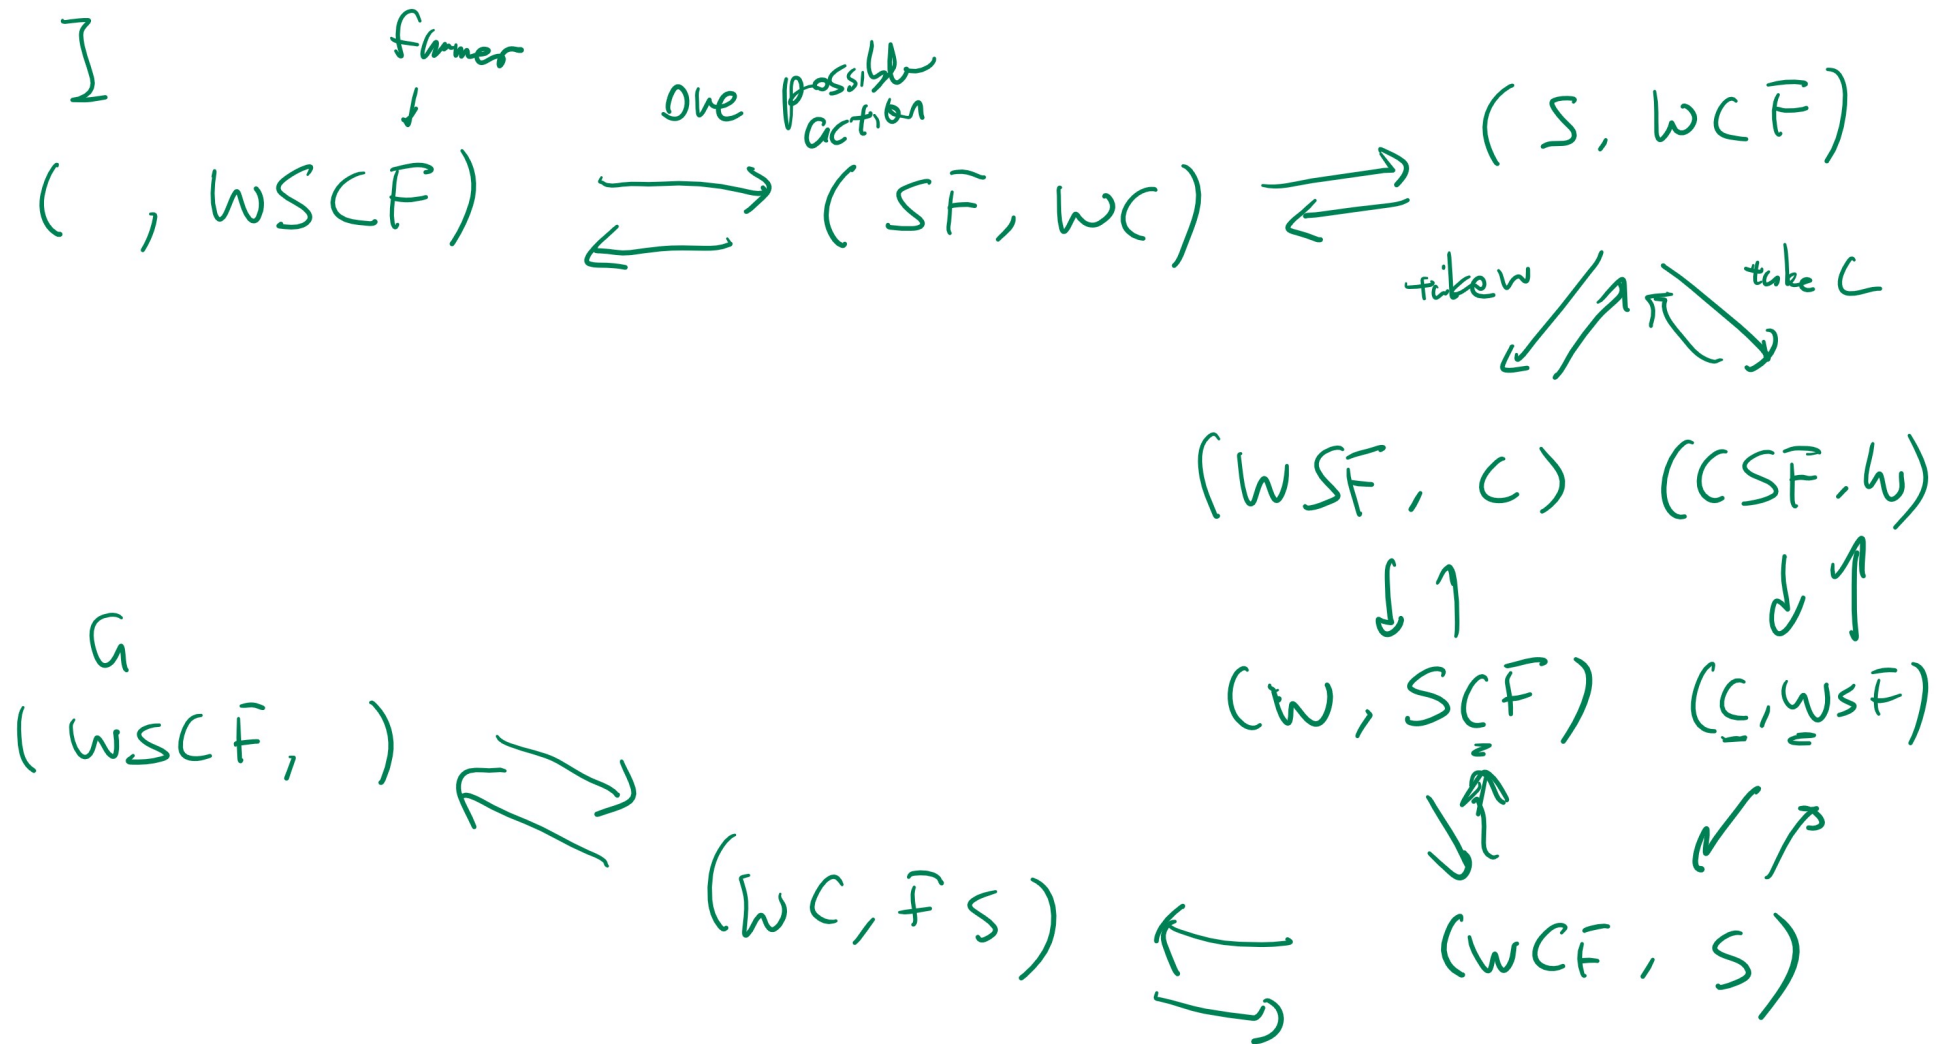 I
farmer
One possible
action
( , WSCF)
(SF, WC)
(S, WCF)
take W
take C
(WSF, C)
(CSF, W)
(W, SCF)
(C, WSF)
G
(WSCF, )
(WC, FS)
(WCF, S)